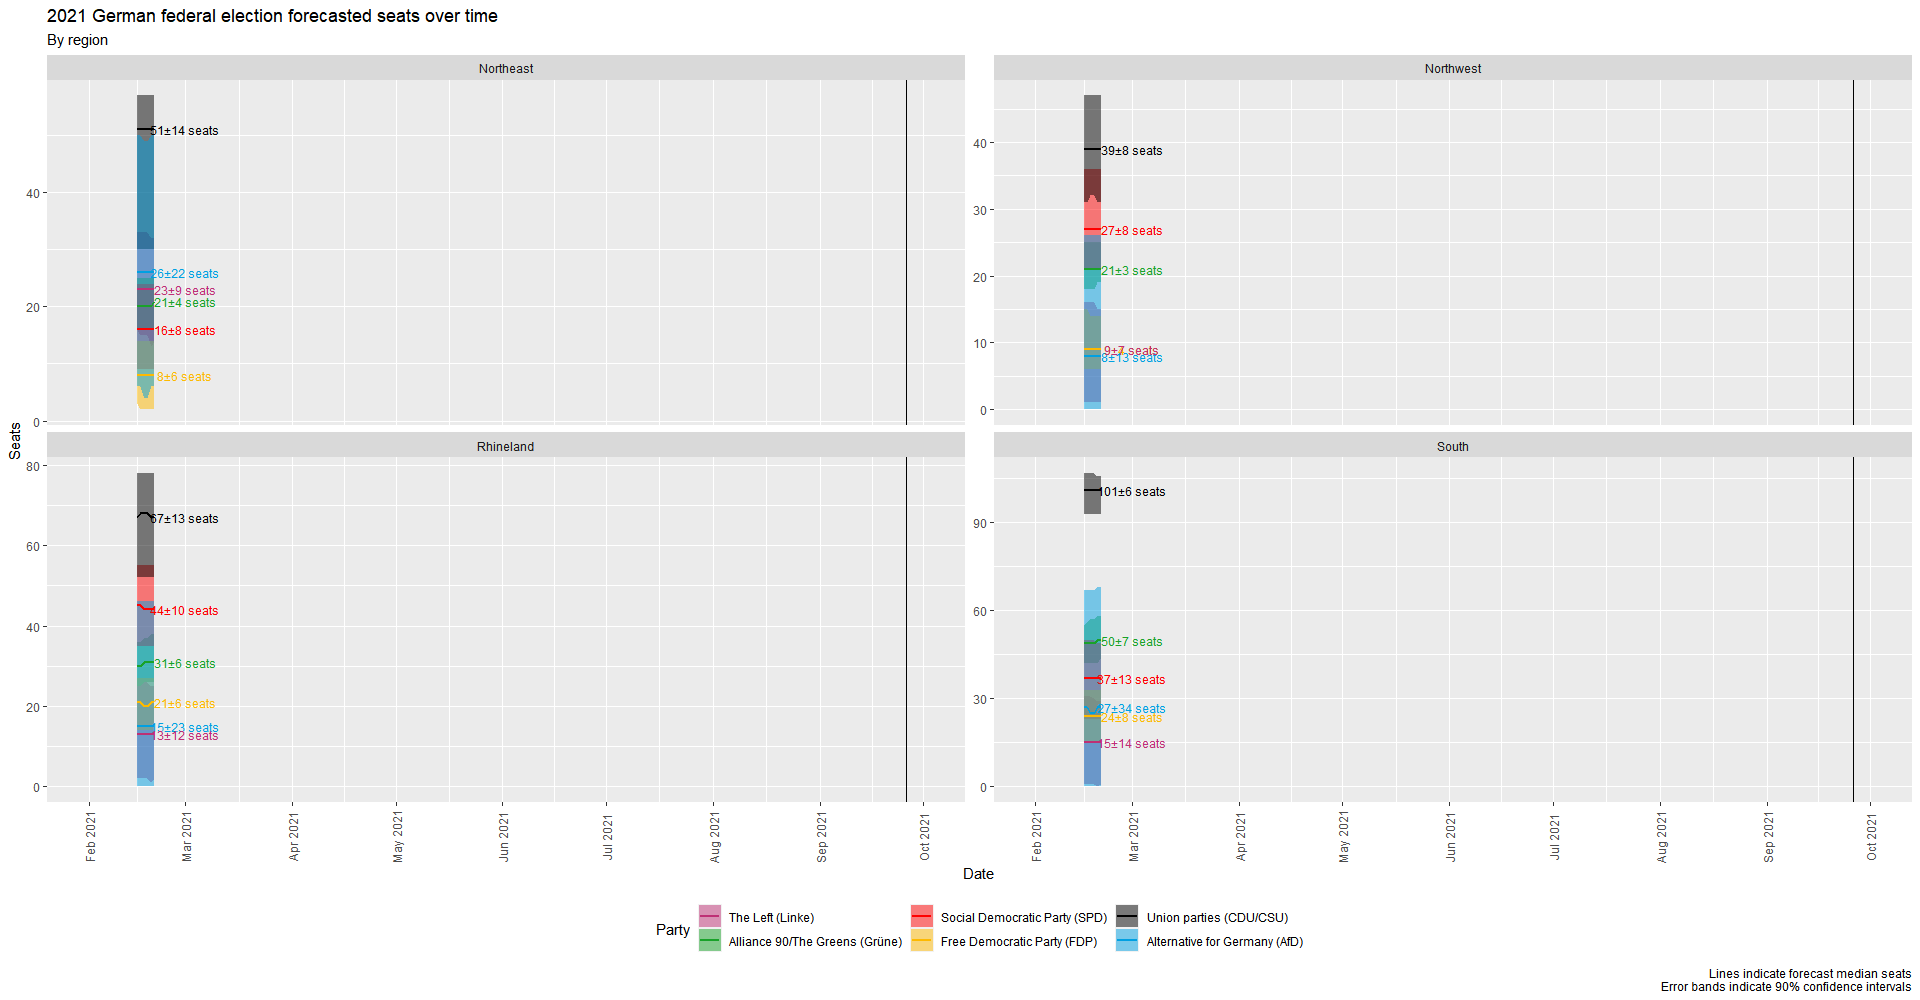 2021 German federal election forecasted seats over time
By region
Northeast
Northwest
51±14 seats
26±22 seats
23±9 seats
21±4 seats
16±8 seats
8±6 seats
40
20
0
39±8 seats
27±8 seats
21±3 seats
9±7 seats
8±13 seats
40
30
20
10
0
Seats
Rhineland
South
67±13 seats
44±10 seats
31±6 seats
21±6 seats
15±23 seats
13±12 seats
80
60
40
20
0
101±6 seats
50±7 seats
37±13 seats
27±34 seats
24±8 seats
15±14 seats
90
60
30
0
Feb 2021
Mar 2021
Apr 2021
May 2021
Jun 2021
Jul 2021
Aug 2021
Sep 2021
Oct 2021
Feb 2021
Mar 2021
Apr 2021
May 2021
Jun 2021
Jul 2021
Aug 2021
Sep 2021
Oct 2021
Date
Party
The Left (Linke)
Social Democratic Party (SPD)
Union parties (CDU/CSU)
Alliance 90/The Greens (Grüne)
Free Democratic Party (FDP)
Alternative for Germany (AfD)
Lines indicate forecast median seats
Error bands indicate 90% confidence intervals